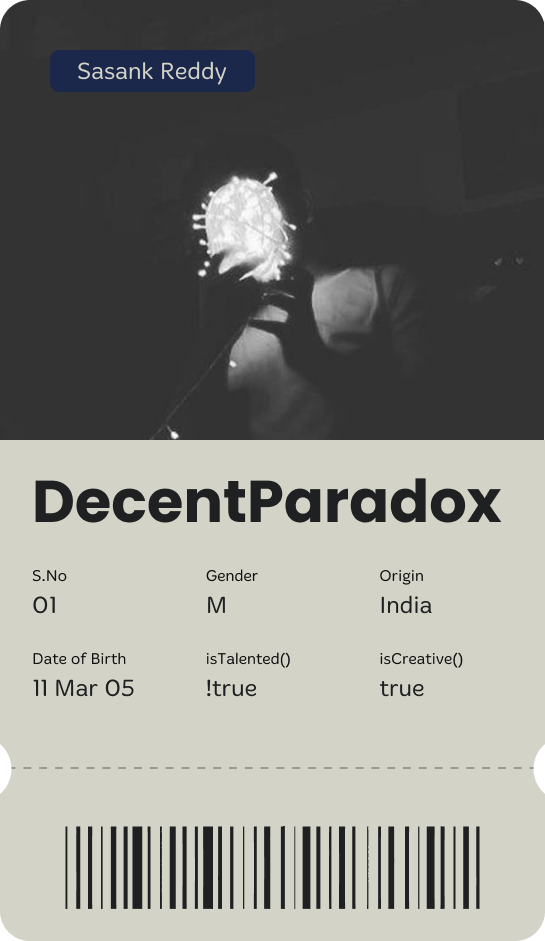 Sasank Reddy
DecentParadox
S.No Gender Origin
01 M India
Date of Birth isTalented() isCreative()
11 Mar 05 !true true